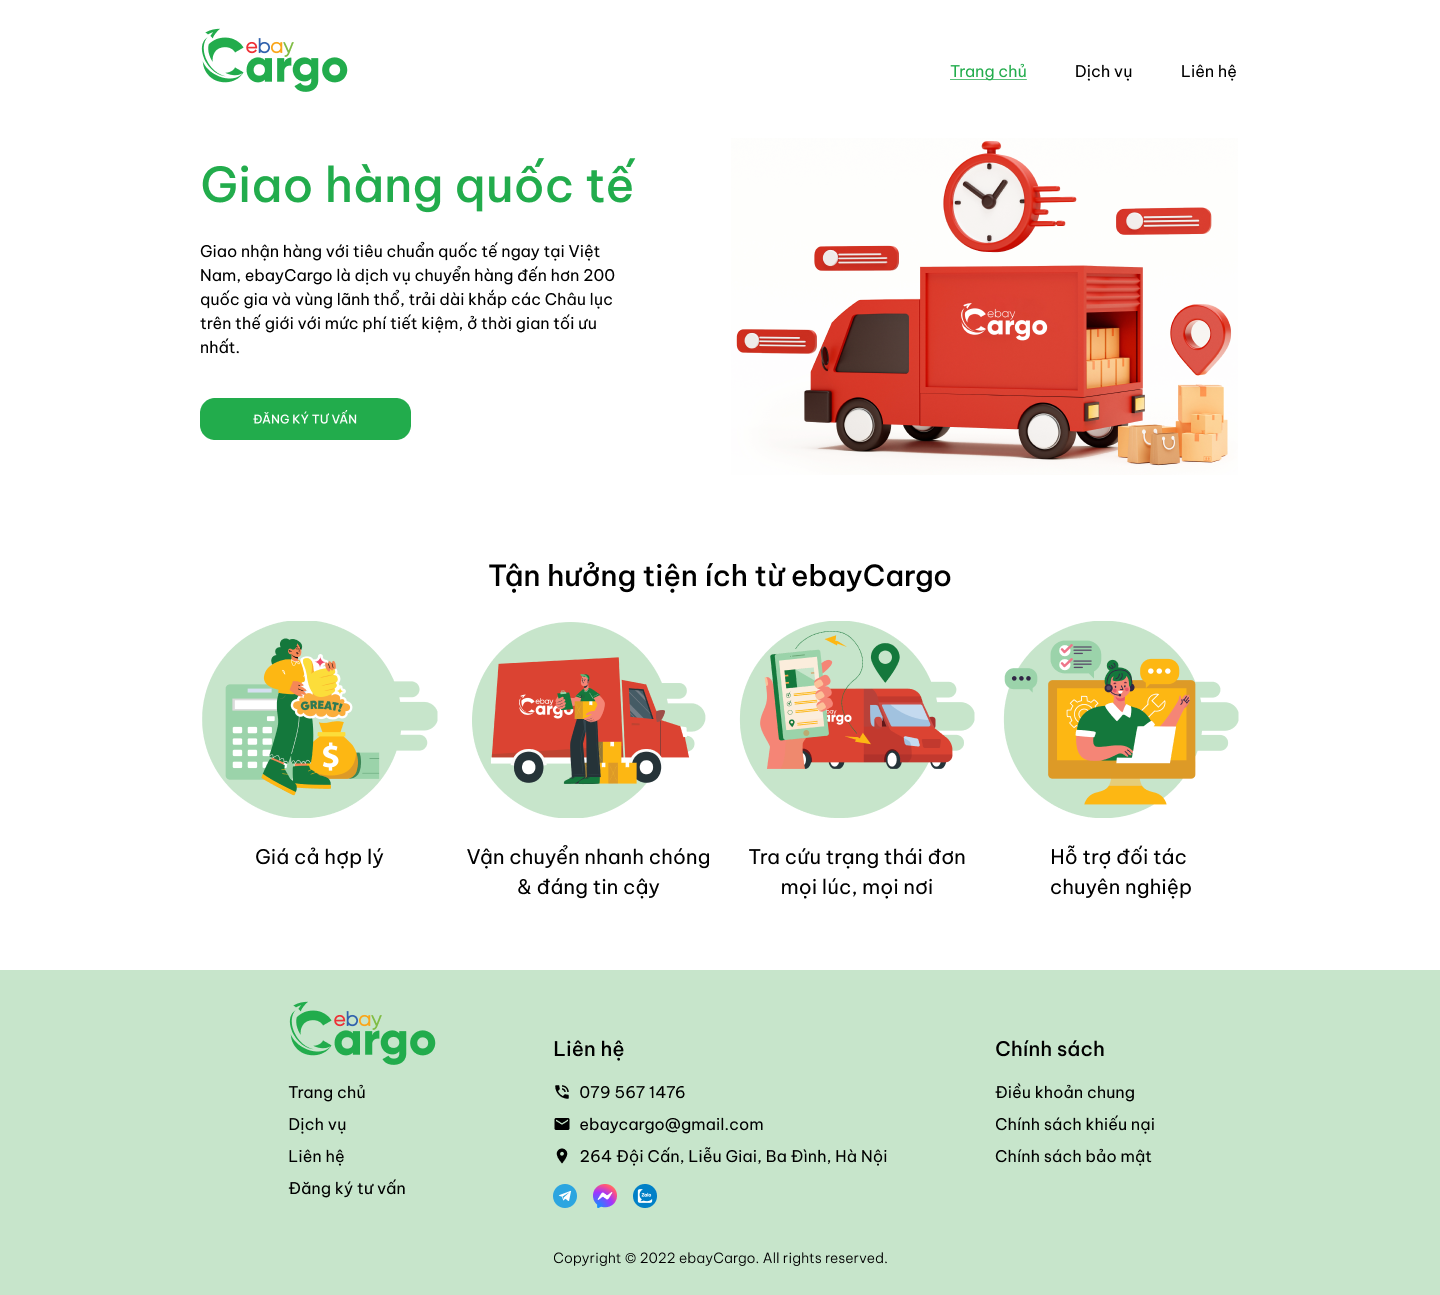 ebay
Cargo
Trang chủ
Dịch vụ
Liên hệ
Giao hàng quốc tế
Giao nhận hàng với tiêu chuẩn quốc tế ngay tại Việt
Nam, ebayCargo là dịch vụ chuyển hàng đến hơn 200
quốc gia và vùng lãnh thổ, trải dài khắp các Châu lục
trên thế giới với mức phí tiết kiệm, ở thời gian tối ưu
nhất.
ĐĂNG KÝ TƯ VẤN
ebay
Cargo
Tận hưởng tiện ích từ ebayCargo
GREAT!
$
ebay
Cargo
bay
argo
Giá cả hợp lý
Vận chuyển nhanh chóng
& đáng tin cậy
Tra cứu trạng thái đơn
mọi lúc, mọi nơi
Hỗ trợ đối tác
chuyên nghiệp
ebay
Cargo
Trang chủ
Dịch vụ
Liên hệ
Đăng ký tư vấn
Liên hệ
079 567 1476
ebaycargo@gmail.com
264 Đội Cấn, Liễu Giai, Ba Đình, Hà Nội
Zalo
Chính sách
Điều khoản chung
Chính sách khiếu nại
Chính sách bảo mật
Copyright © 2022 ebayCargo. All rights reserved.